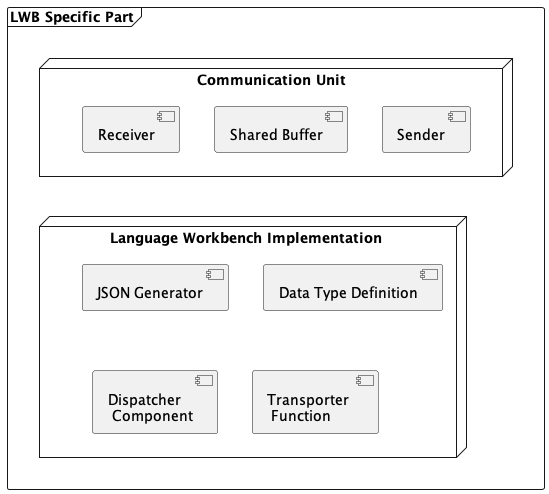 LWB Specific Part
Communication Unit
Receiver
Shared Buffer
Sender
Language Workbench Implementation
JSON Generator
Data Type Definition
Dispatcher
Component
Transporter
Function